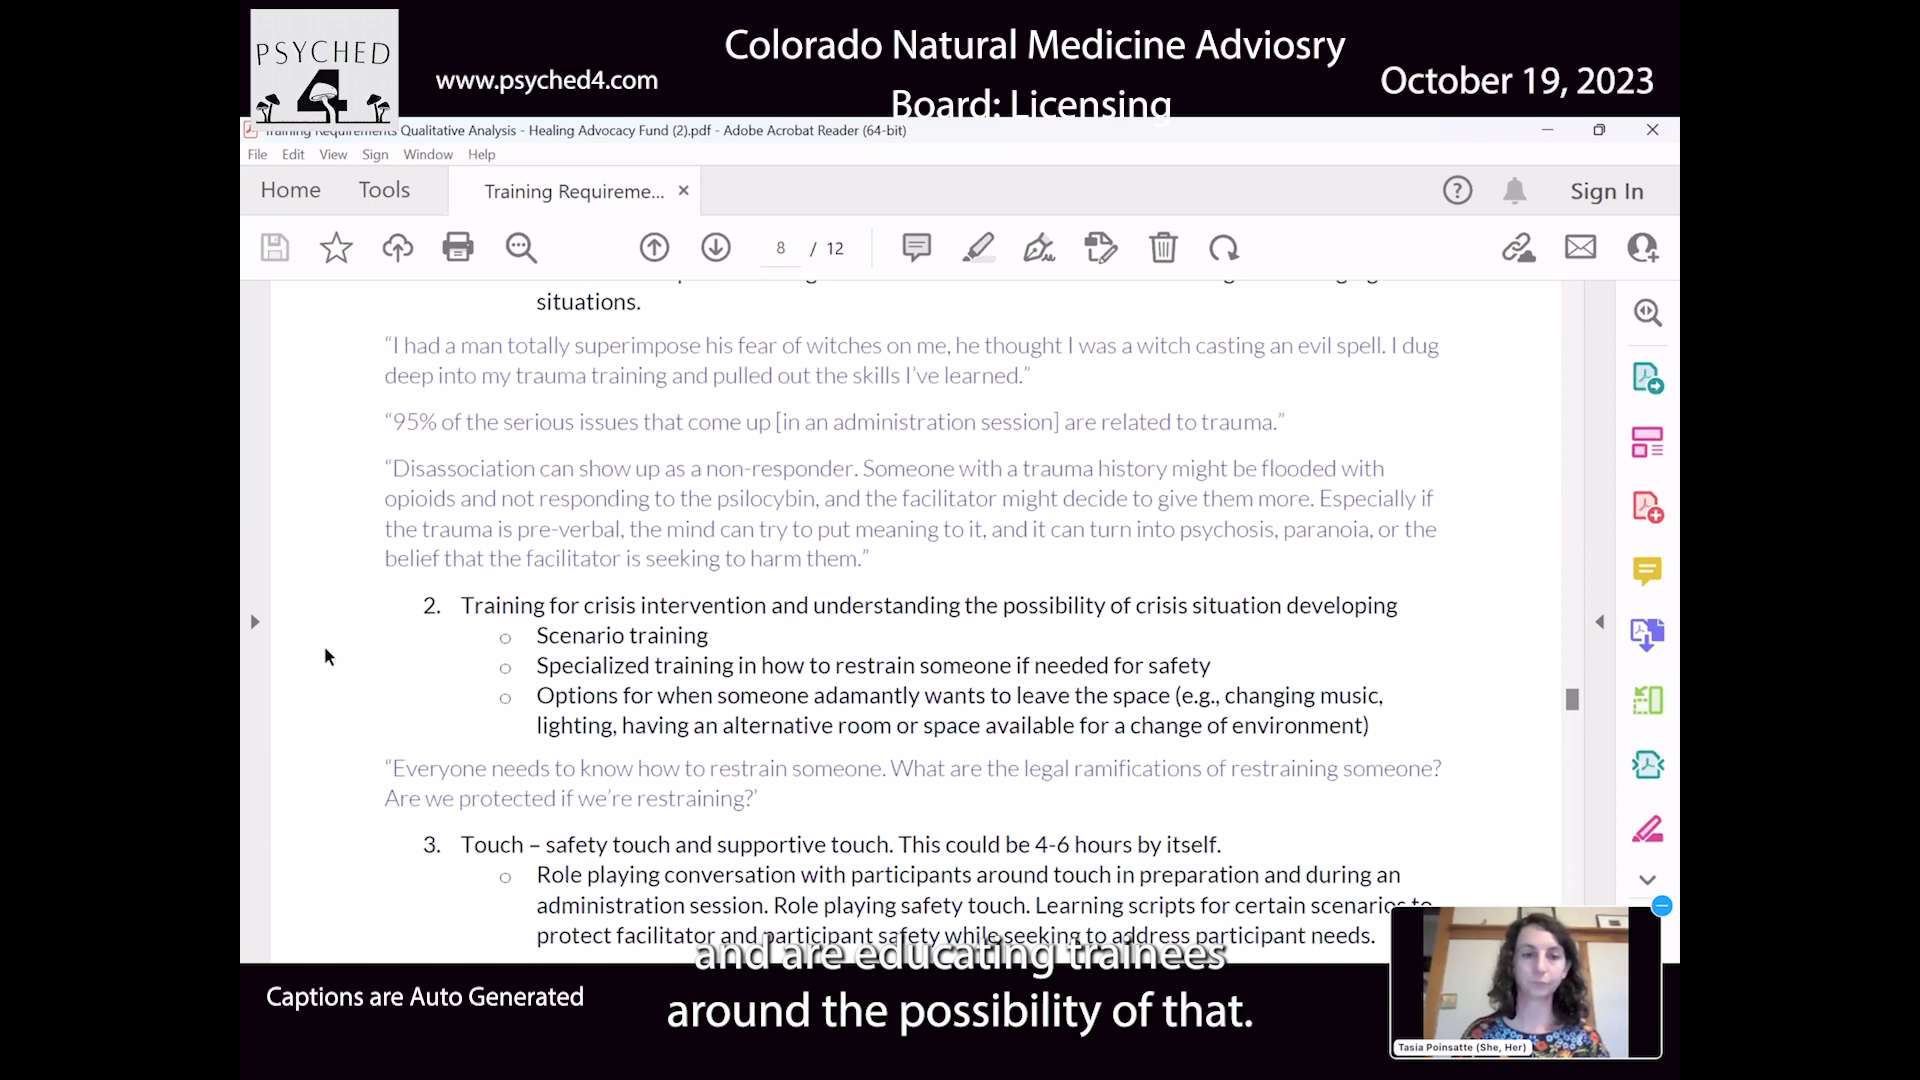 PSYCHED
4
www.psyched4.com
Colorado Natural Medicine Adviosry
Board: Licensing
October 19, 2023
Training Requirements Qualitative Analysis - Healing Advocacy Fund (2).pdf - Adobe Acrobat Reader (64-bit)
File Edit View Sign Window Help
Home Tools Training Requireme... × Sign In
8 / 12
situations.
“I had a man totally superimpose his fear of witches on me, he thought I was a witch casting an evil spell. I dug
deep into my trauma training and pulled out the skills I’ve learned.”
“95% of the serious issues that come up [in an administration session] are related to trauma.”
“Disassociation can show up as a non-responder. Someone with a trauma history might be flooded with
opioids and not responding to the psilocybin, and the facilitator might decide to give them more. Especially if
the trauma is pre-verbal, the mind can try to put meaning to it, and it can turn into psychosis, paranoia, or the
belief that the facilitator is seeking to harm them.”
2. Training for crisis intervention and understanding the possibility of crisis situation developing
○ Scenario training
○ Specialized training in how to restrain someone if needed for safety
○ Options for when someone adamantly wants to leave the space (e.g., changing music,
lighting, having an alternative room or space available for a change of environment)
“Everyone needs to know how to restrain someone. What are the legal ramifications of restraining someone?
Are we protected if we’re restraining?’
3. Touch – safety touch and supportive touch. This could be 4-6 hours by itself.
○ Role playing conversation with participants around touch in preparation and during an
administration session. Role playing safety touch. Learning scripts for certain scenarios to
protect facilitator and participant safety while seeking to address participant needs.
and are educating trainees
around the possibility of that.
Captions are Auto Generated
Tasia Poinsatte (She, Her)